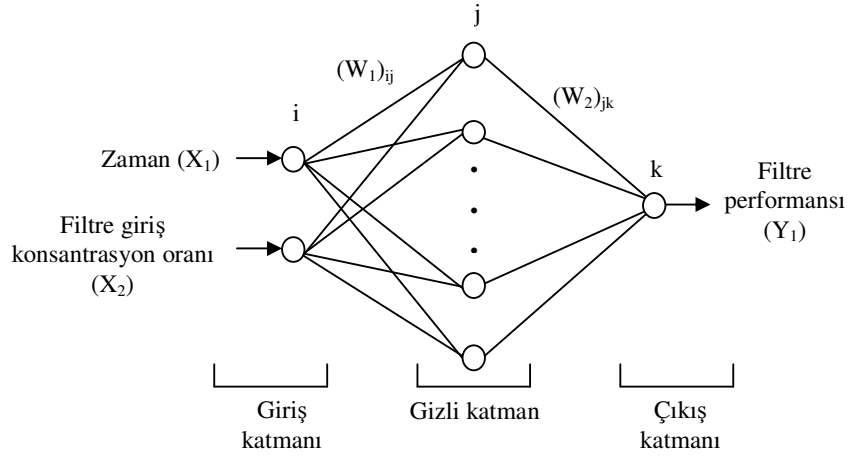 j
(W₁)ᵢⱼ
(W₂)ⱼₖ
i
k
Zaman (X₁)
Filtre giriş
konsantrasyon oranı
(X₂)
Filtre
performansı
(Y₁)
Giriş
katmanı
Gizli katman
Çıkış
katmanı